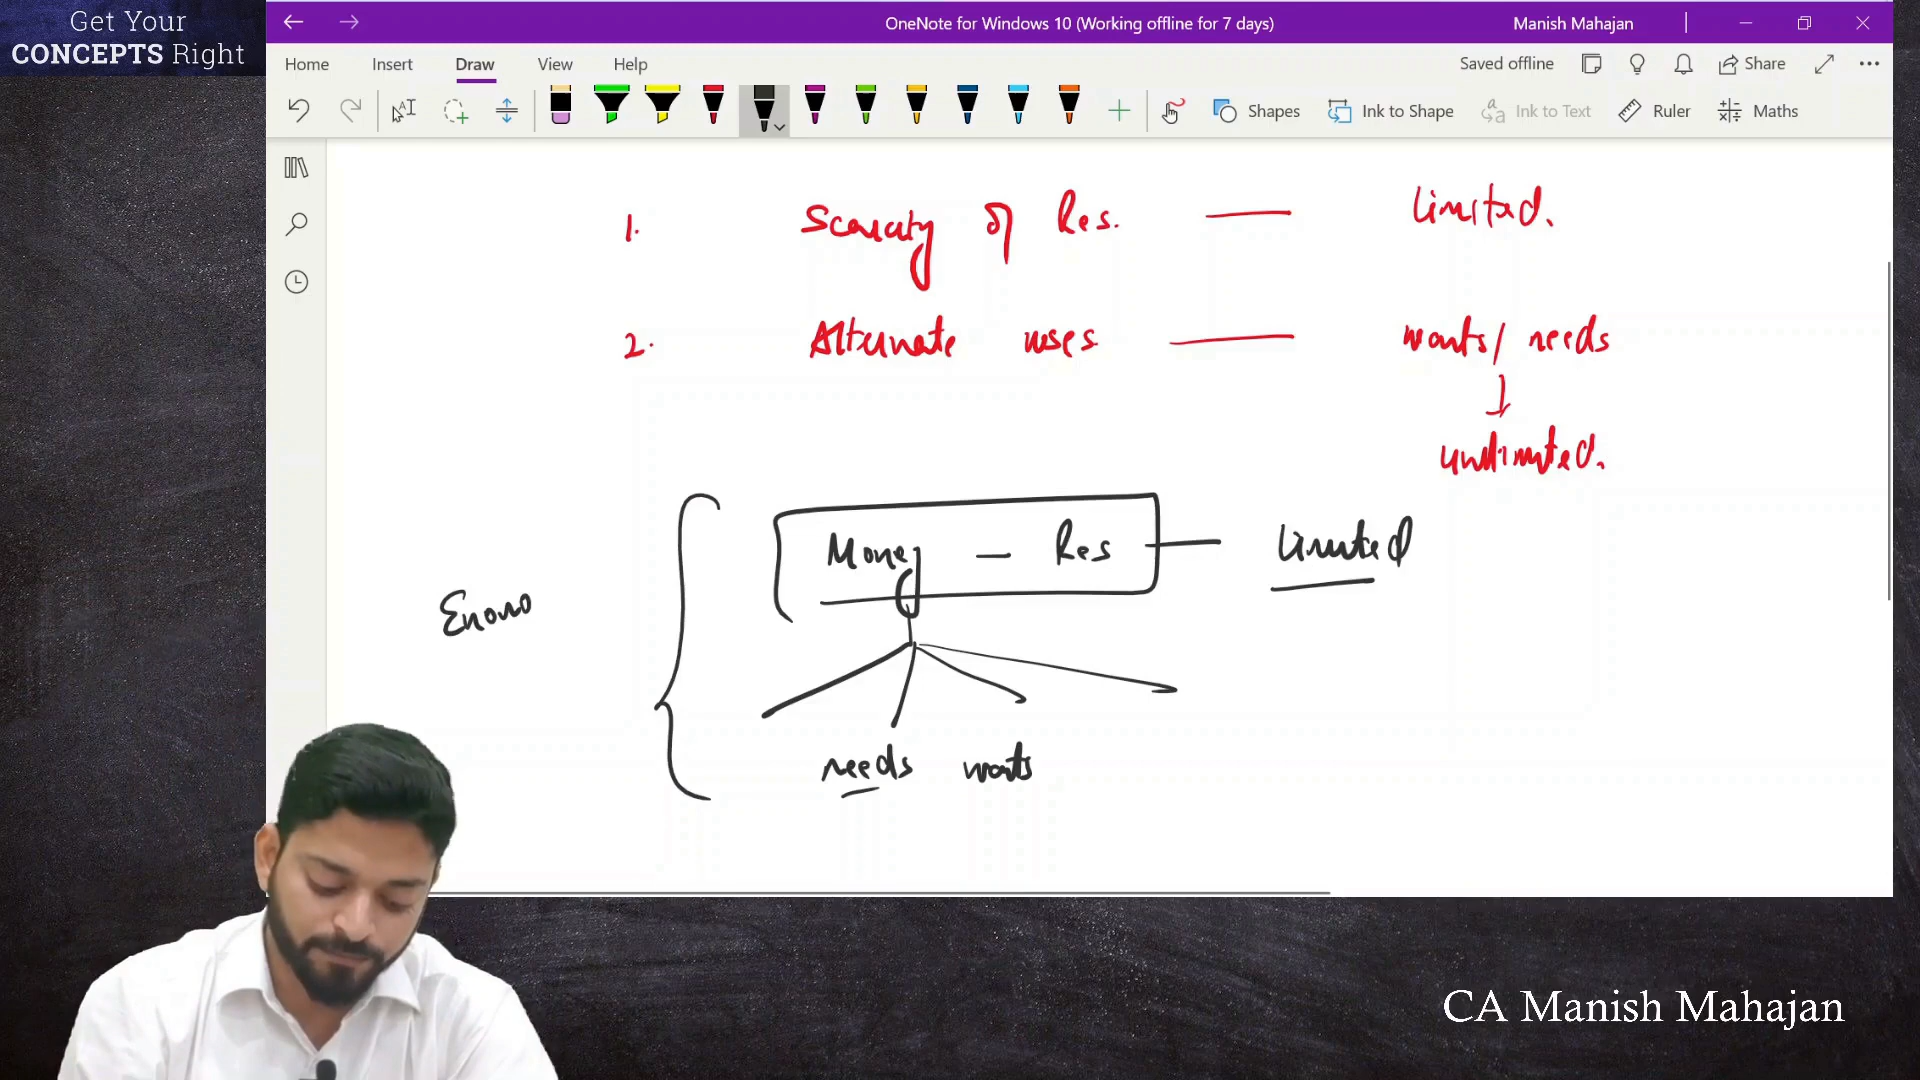 Get Your
CONCEPTS Right
OneNote for Windows 10 (Working offline for 7 days)
Manish Mahajan
Home Insert Draw View Help
Saved offline
Share
Shapes
Ink to Shape
Ink to Text
Ruler
Maths
1. Scarcity of Res. — Limited.
2. Alternate uses — wants/ needs
unlimited.
Money — Res — Limited
Enono
needs wants
CA Manish Mahajan